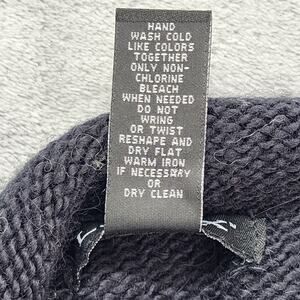 HAND
WASH COLD
LIKE COLORS
TOGETHER
ONLY NON-
CHLORINE
BLEACH
WHEN NEEDED
DO NOT
WRING
OR TWIST
RESHAPE AND
DRY FLAT
WARM IRON
IF NECESSARY
OR
DRY CLEAN